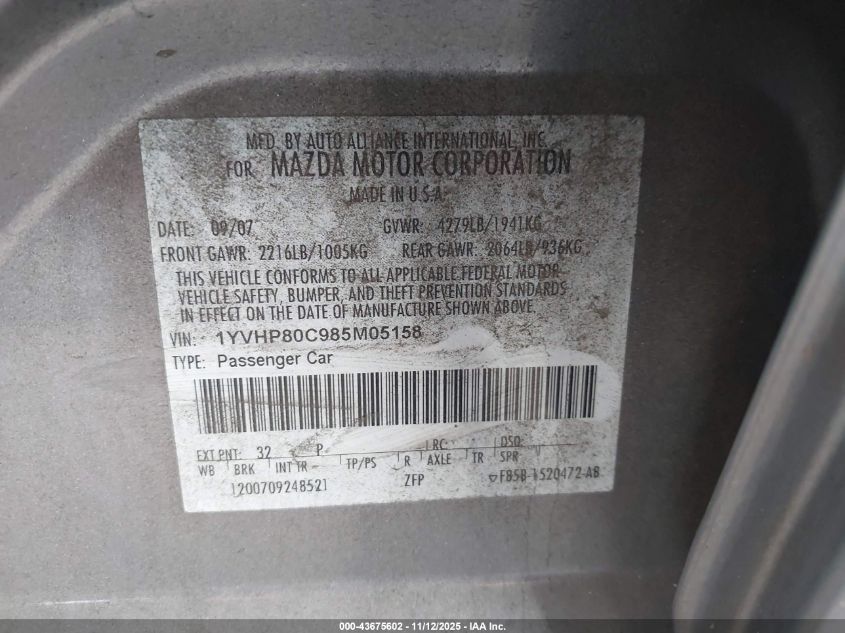 MFD. BY AUTO ALLIANCE INTERNATIONAL, INC.
FOR MAZDA MOTOR CORPORATION
MADE IN U.S.A.
DATE: 09/07 GVWR: 4279LB/1941KG
FRONT GAWR: 2216LB/1005KG REAR GAWR: 2064LB/936KG
THIS VEHICLE CONFORMS TO ALL APPLICABLE FEDERAL MOTOR
VEHICLE SAFETY, BUMPER, AND THEFT PREVENTION STANDARDS
IN EFFECT ON THE DATE OF MANUFACTURE SHOWN ABOVE.
VIN: 1YVHP80C985M05158
TYPE: Passenger Car
EXT PNT: 32 P RC: DSO:
WB BRK INT TR TP/PS R AXLE TR SPR
1200709248521 ZFP F85B-1520472-AB
000-43675602 - 11/12/2025 - IAA Inc.